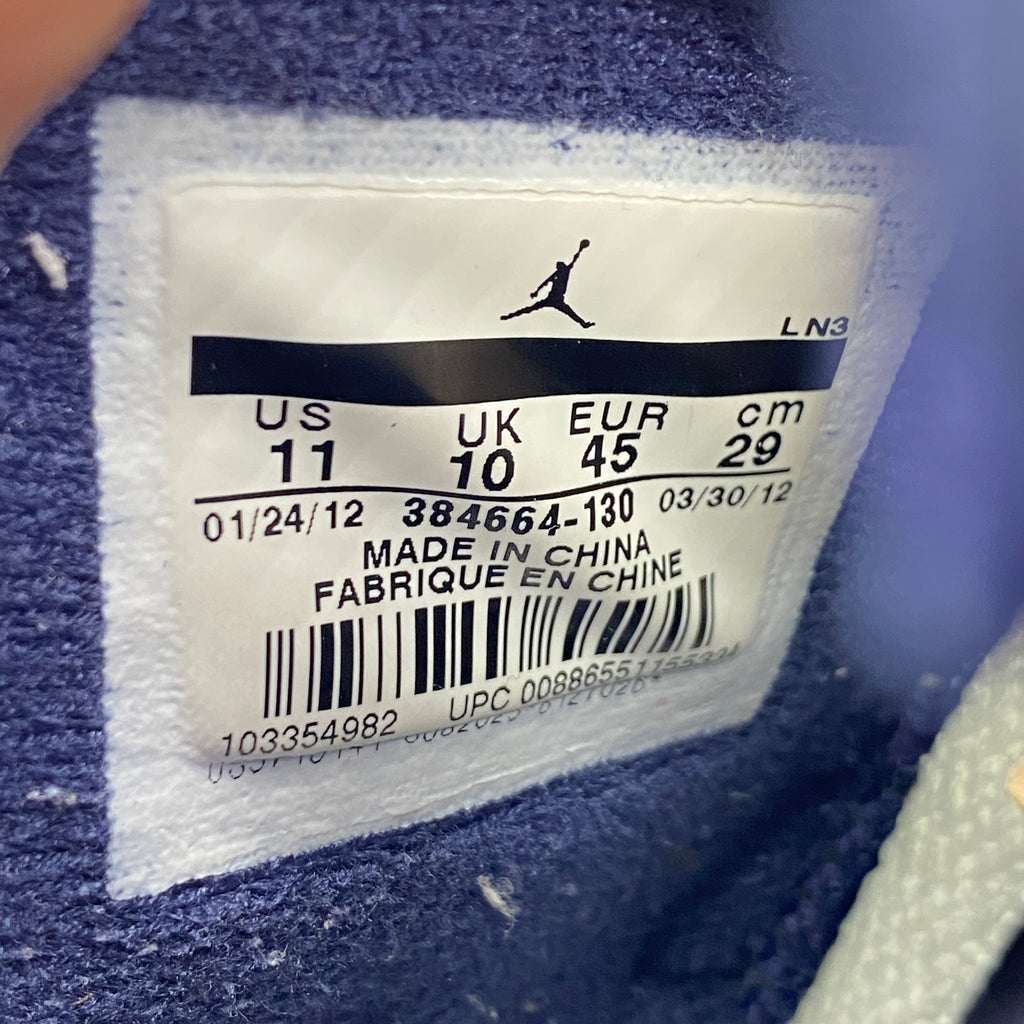 LN3
US UK EUR cm
11 10 45 29
01/24/12 384664-130 03/30/12
MADE IN CHINA
FABRIQUE EN CHINE
103354982 UPC